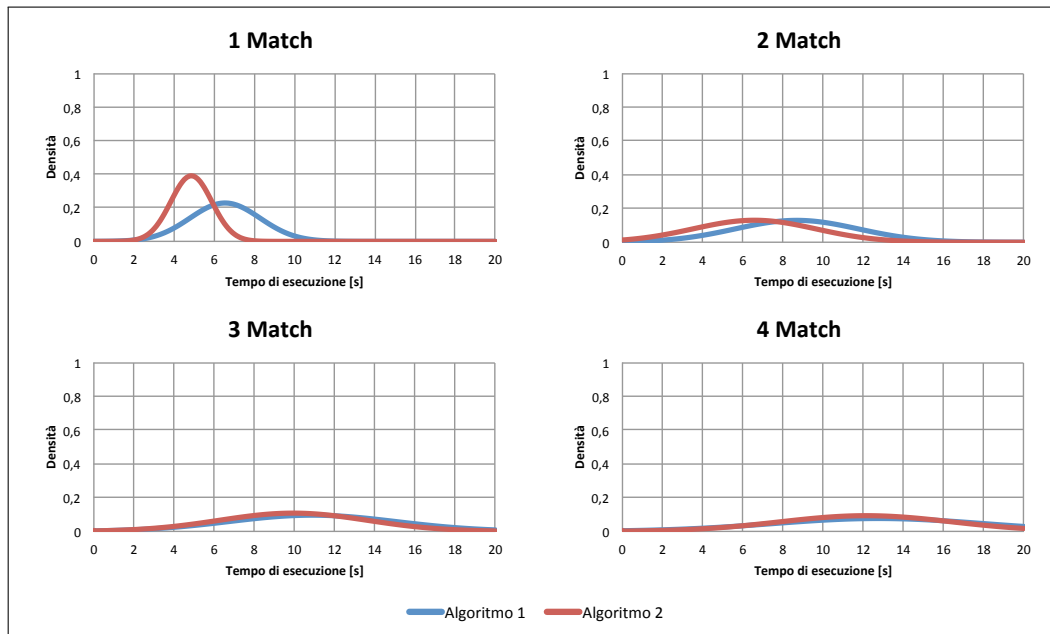 1 Match
1
0,8
0,6
0,4
0,2
0
Densità
0 2 4 6 8 10 12 14 16 18 20
Tempo di esecuzione [s]
2 Match
1
0,8
0,6
0,4
0,2
0
Densità
0 2 4 6 8 10 12 14 16 18 20
Tempo di esecuzione [s]
3 Match
1
0,8
0,6
0,4
0,2
0
Densità
0 2 4 6 8 10 12 14 16 18 20
Tempo di esecuzione [s]
4 Match
1
0,8
0,6
0,4
0,2
0
Densità
0 2 4 6 8 10 12 14 16 18 20
Tempo di esecuzione [s]
Algoritmo 1 Algoritmo 2